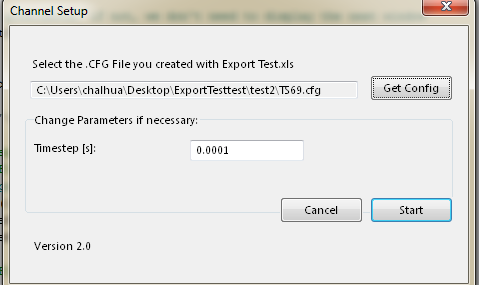 Channel Setup
Select the .CFG File you created with Export Test.xls
C:\Users\chalhua\Desktop\ExportTesttest\test2\TS69.cfg
Get Config
Change Parameters if necessary:
Timestep [s]:
0.0001
Cancel
Start
Version 2.0